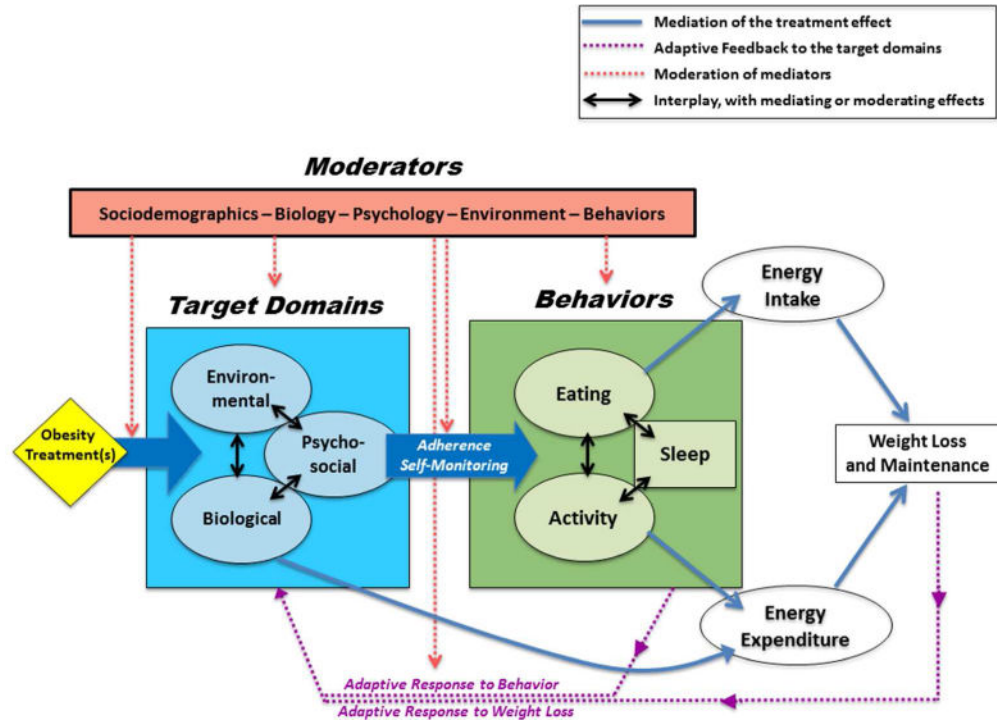 Mediation of the treatment effect
Adaptive Feedback to the target domains
Moderation of mediators
Interplay, with mediating or moderating effects
Moderators
Sociodemographics – Biology – Psychology – Environment – Behaviors
Target Domains
Behaviors
Energy
Intake
Environ-
mental
Psycho-
social
Biological
Obesity
Treatment(s)
Adherence
Self-Monitoring
Eating
Sleep
Activity
Weight Loss
and Maintenance
Energy
Expenditure
Adaptive Response to Behavior
Adaptive Response to Weight Loss